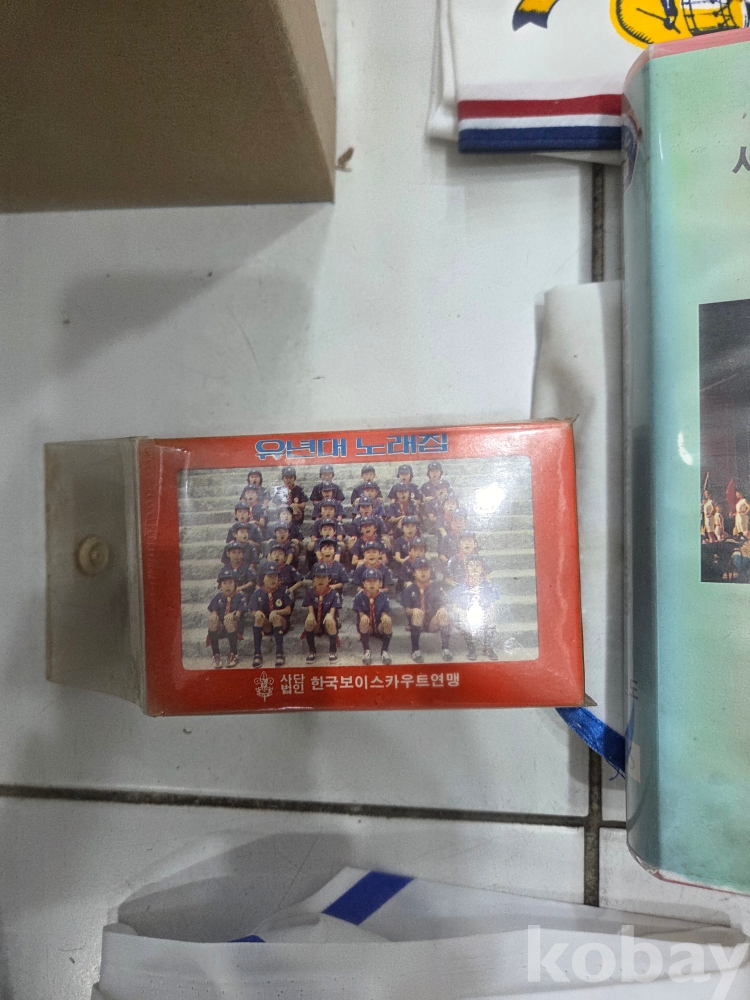 유년대 노래집
사단
법인 한국보이스카우트연맹
kobay